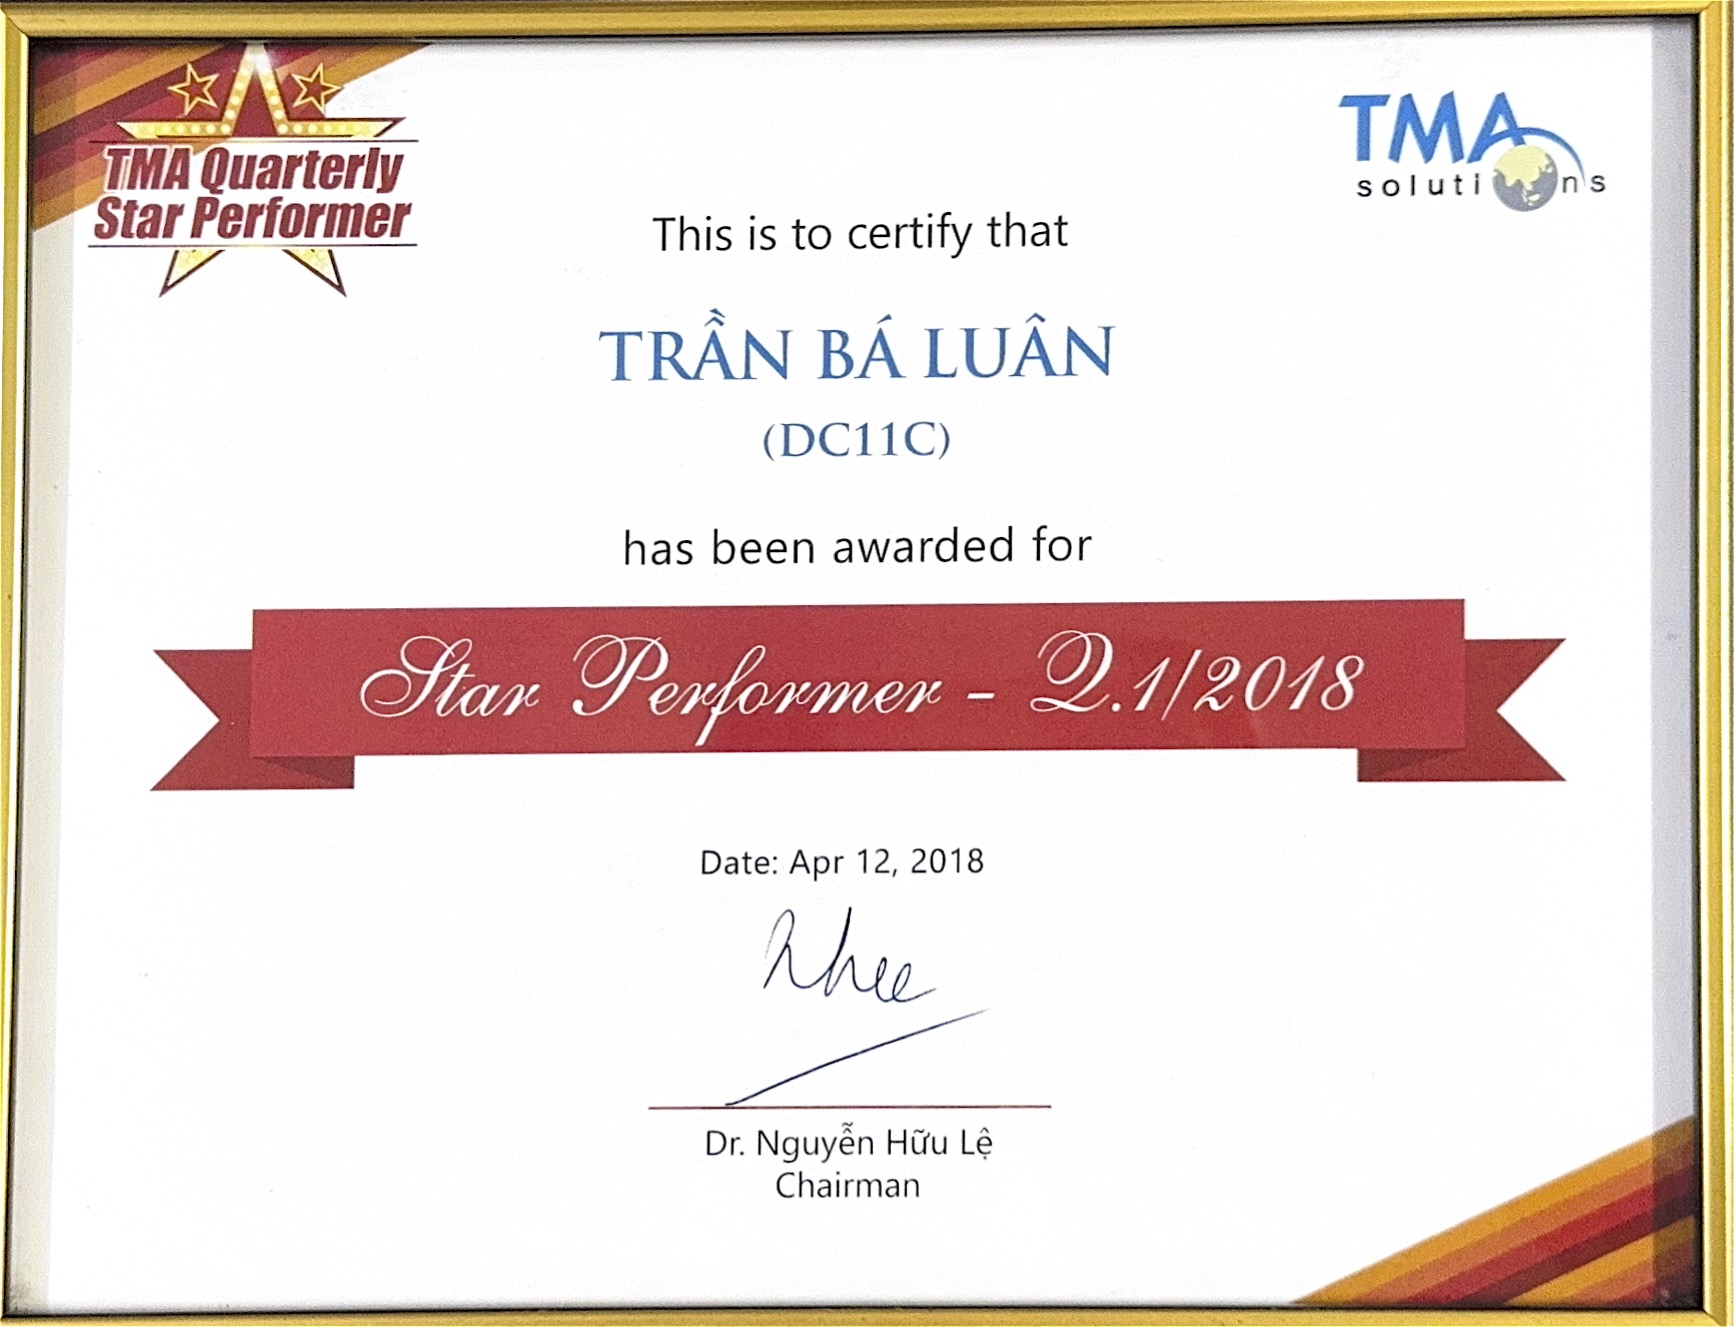 TMA Quarterly
Star Performer
TMA
solutions
This is to certify that
TRẦN BÁ LUÂN
(DC11C)
has been awarded for
Star Performer - Q.1/2018
Date: Apr 12, 2018
Dr. Nguyễn Hữu Lệ
Chairman